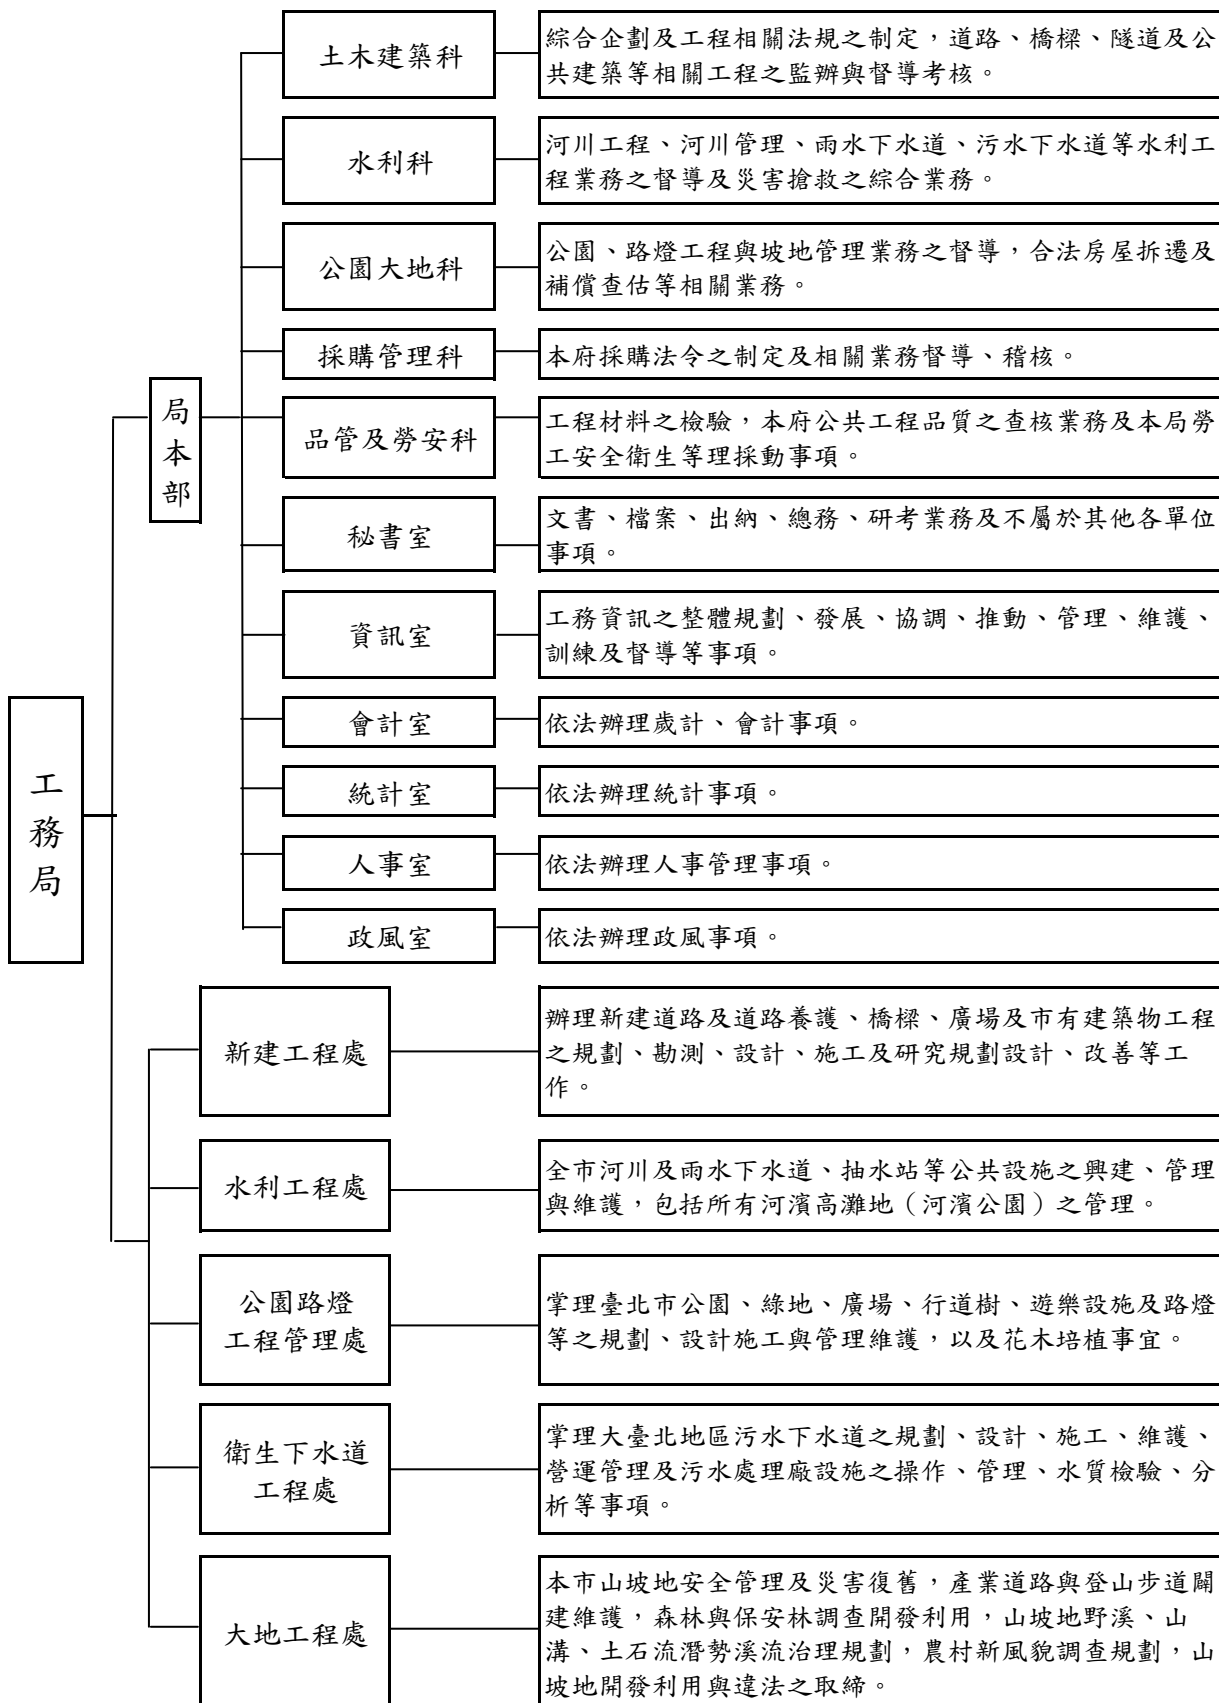 土木建築科
綜合企劃及工程相關法規之制定，道路、橋樑、隧道及公
共建築等相關工程之監辦與督導考核。
水利科
河川工程、河川管理、雨水下水道、污水下水道等水利工
程業務之督導及災害搶救之綜合業務。
公園大地科
公園、路燈工程與坡地管理業務之督導，合法房屋拆遷及
補償查估等相關業務。
採購管理科
本府採購法令之制定及相關業務督導、稽核。
局
本
部
品管及勞安科
工程材料之檢驗，本府公共工程品質之查核業務及本局勞
工安全衛生等理採動事項。
秘書室
文書、檔案、出納、總務、研考業務及不屬於其他各單位
事項。
資訊室
工務資訊之整體規劃、發展、協調、推動、管理、維護、
訓練及督導等事項。
會計室
依法辦理歲計、會計事項。
工
務
局
統計室
依法辦理統計事項。
人事室
依法辦理人事管理事項。
政風室
依法辦理政風事項。
新建工程處
辦理新建道路及道路養護、橋樑、廣場及市有建築物工程
之規劃、勘測、設計、施工及研究規劃設計、改善等工
作。
水利工程處
全市河川及雨水下水道、抽水站等公共設施之興建、管理
與維護，包括所有河濱高灘地（河濱公園）之管理。
公園路燈
工程管理處
掌理臺北市公園、綠地、廣場、行道樹、遊樂設施及路燈
等之規劃、設計施工與管理維護，以及花木培植事宜。
衛生下水道
工程處
掌理大臺北地區污水下水道之規劃、設計、施工、維護、
營運管理及污水處理廠設施之操作、管理、水質檢驗、分
析等事項。
大地工程處
本市山坡地安全管理及災害復舊，產業道路與登山步道闢
建維護，森林與保安林調查開發利用，山坡地野溪、山
溝、土石流潛勢溪流治理規劃，農村新風貌調查規劃，山
坡地開發利用與違法之取締。